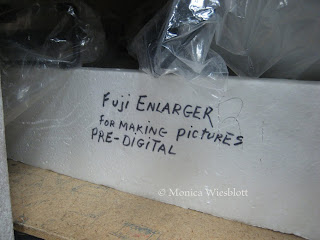 Fuji ENLARGER
FOR MAKING PICTURES
PRE-DIGITAL
© Monica Wiesblott